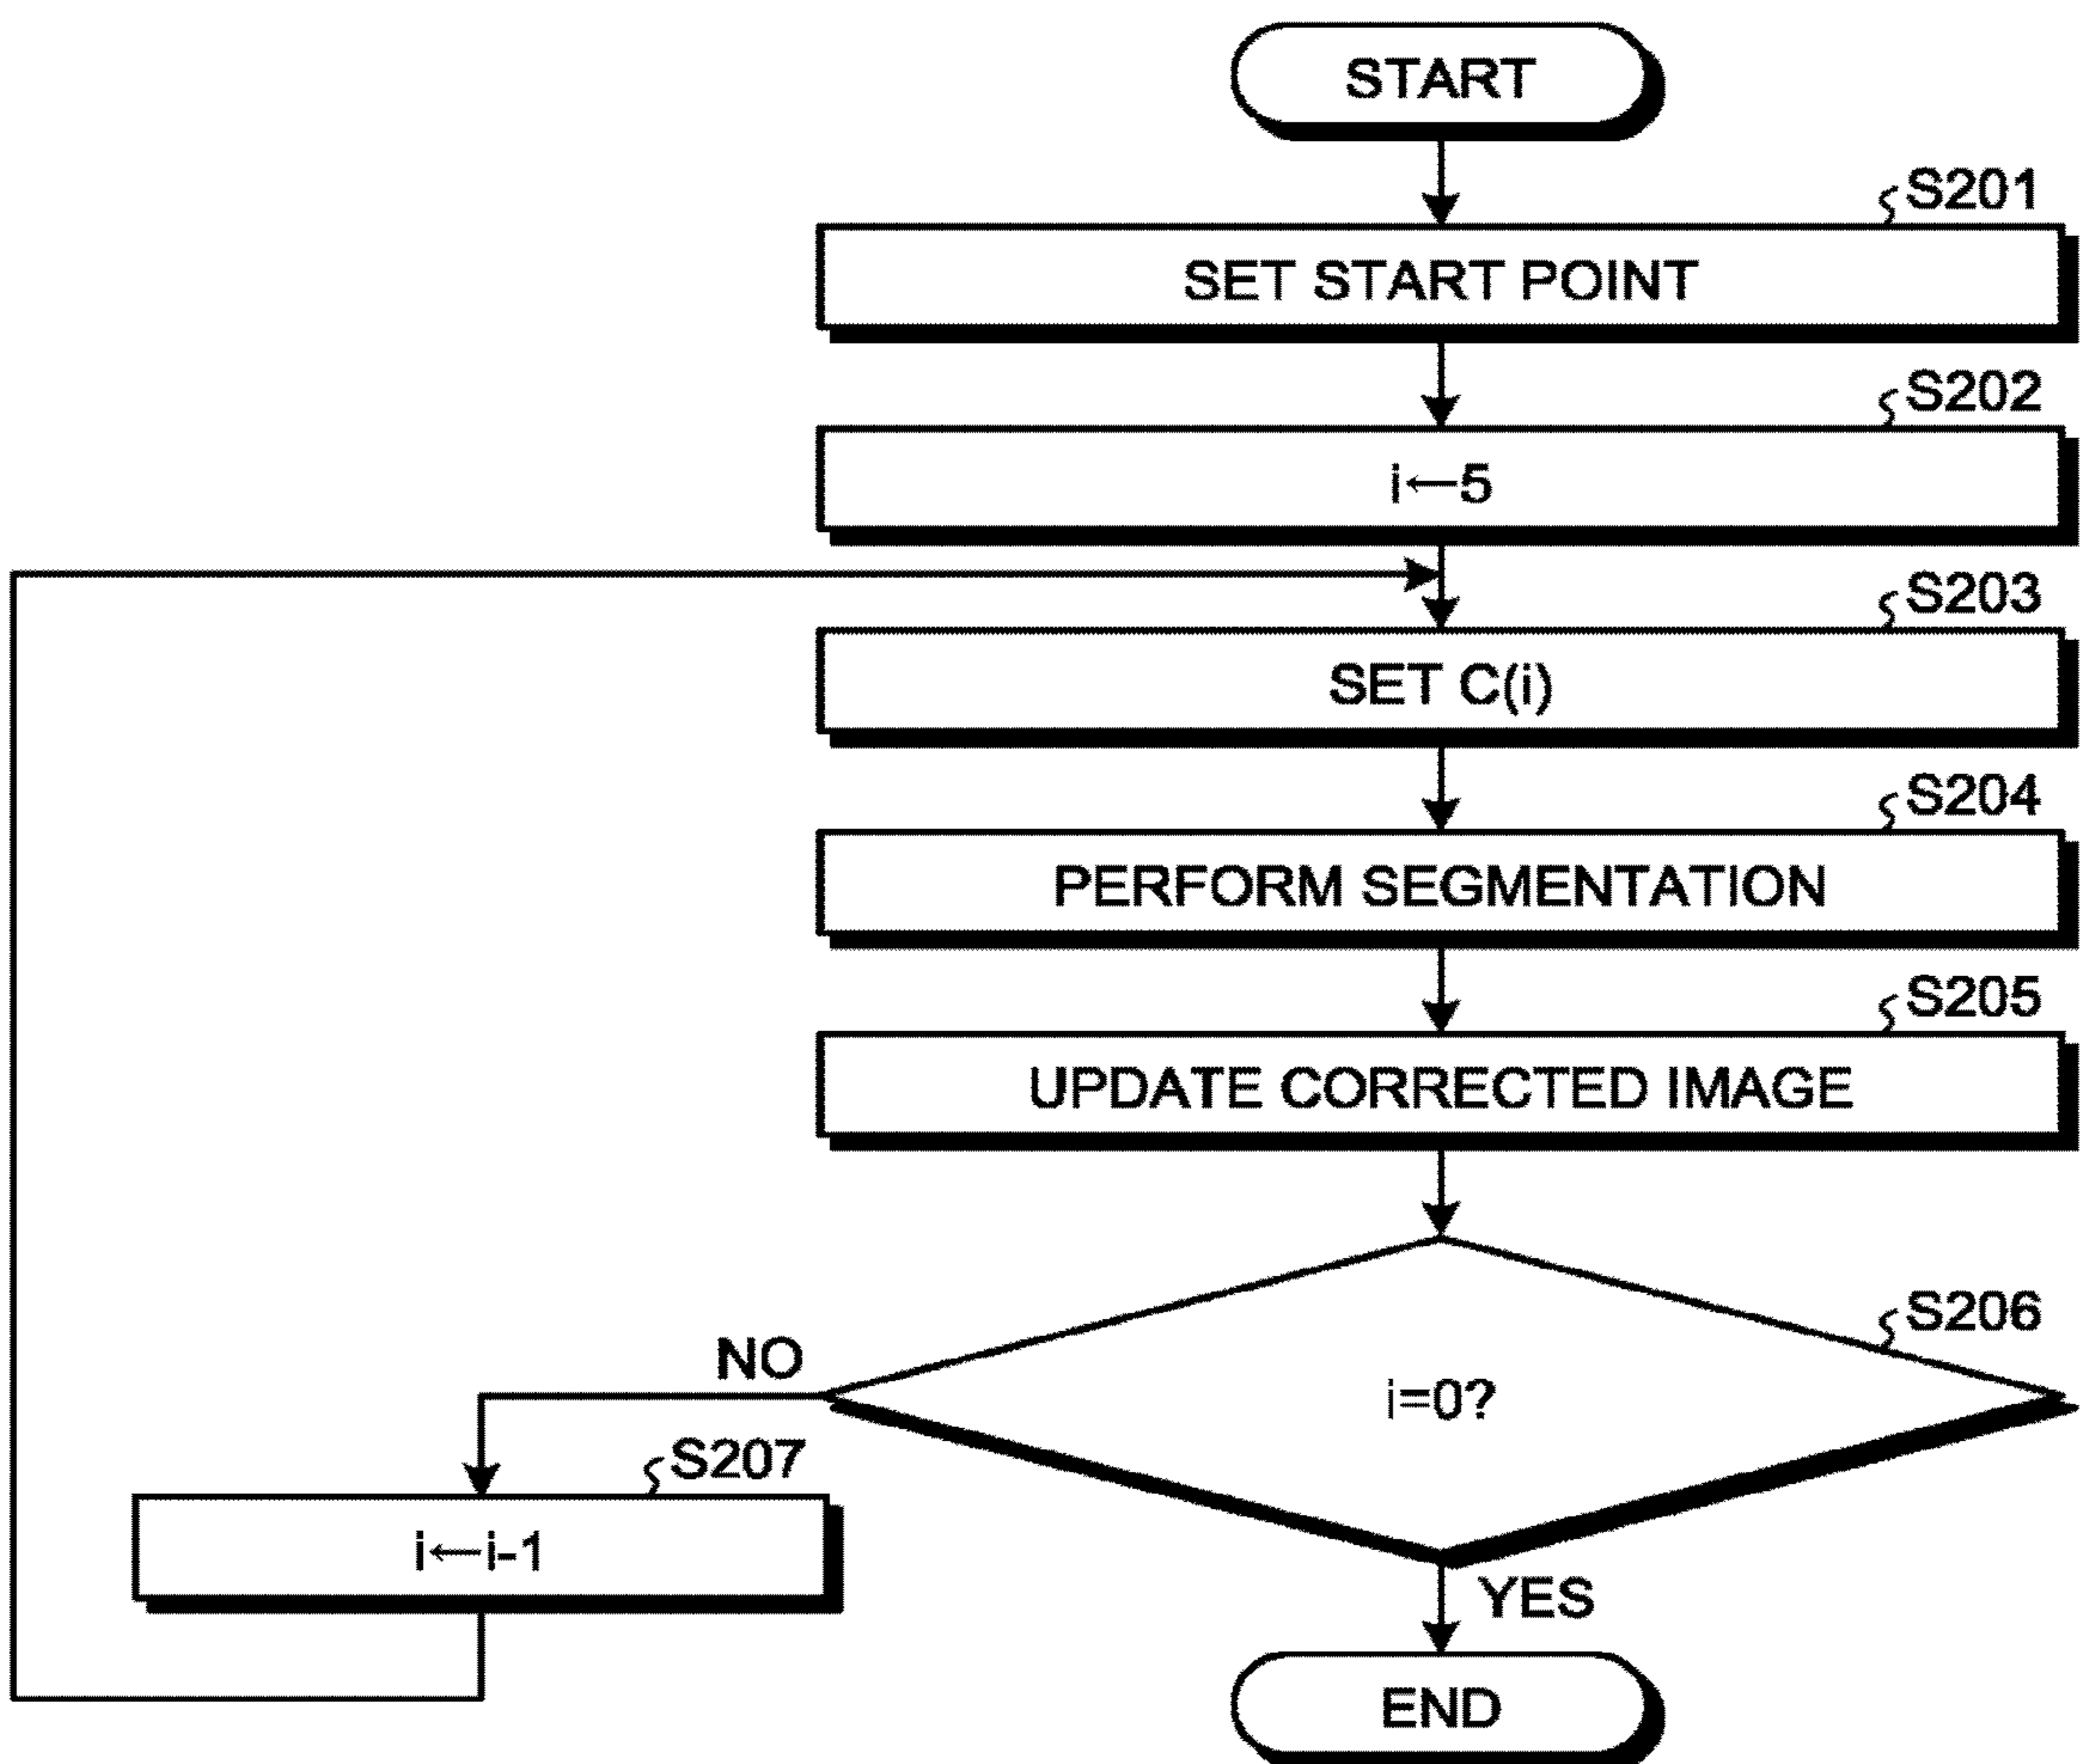 START
S201
SET START POINT
S202
i←5
S203
SET C(i)
S204
PERFORM SEGMENTATION
S205
UPDATE CORRECTED IMAGE
S206
i=0?
NO
S207
i←i-1
YES
END